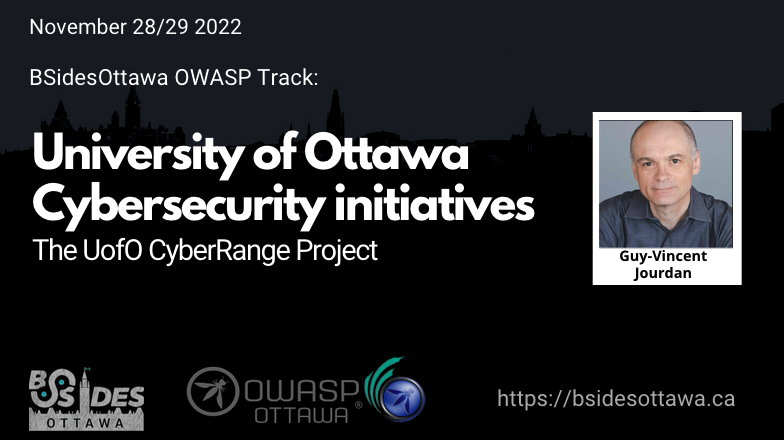 November 28/29 2022
BSidesOttawa OWASP Track:
University of Ottawa
Cybersecurity initiatives
The UofO CyberRange Project
Guy-Vincent
Jourdan
BSIDES
OTTAWA
OWASP
OTTAWA®
https://bsidesottawa.ca